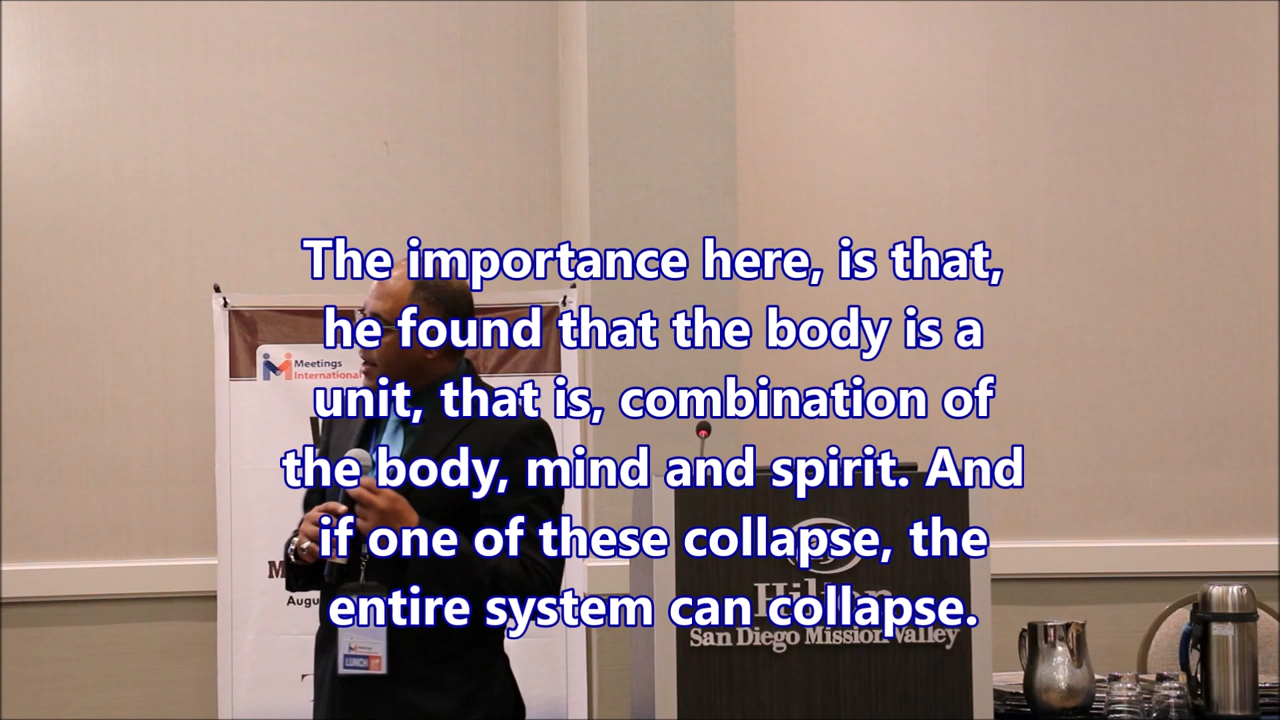 The importance here, is that,
he found that the body is a
unit, that is, combination of
the body, mind and spirit. And
if one of these collapse, the
entire system can collapse.
Meetings
International
Hilton
San Diego Mission Valley
LUNCH